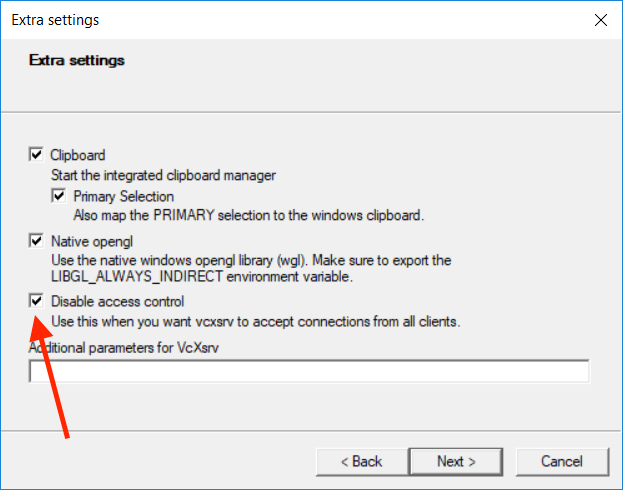 Extra settings
Extra settings
Clipboard
Start the integrated clipboard manager
Primary Selection
Also map the PRIMARY selection to the windows clipboard.
Native opengl
Use the native windows opengl library (wgl). Make sure to export the
LIBGL_ALWAYS_INDIRECT environment variable.
Disable access control
Use this when you want vcxsrv to accept connections from all clients.
Additional parameters for VcXsrv
< Back
Next >
Cancel